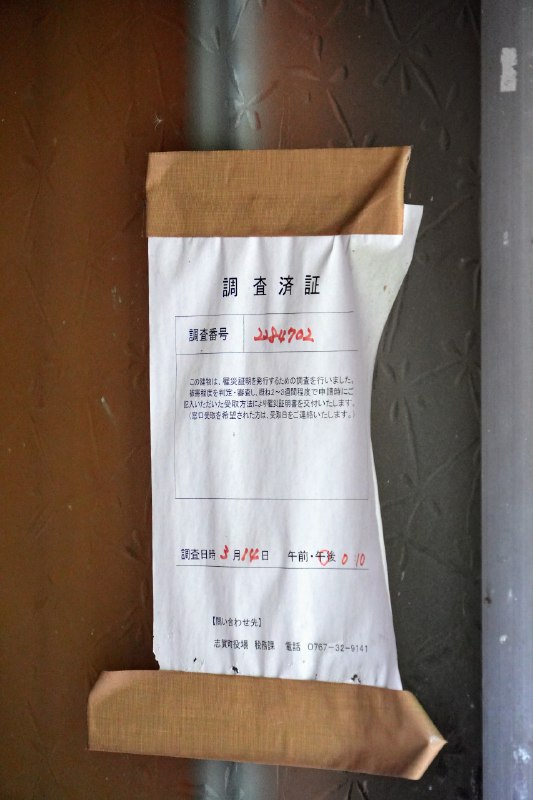 調査済証
調査番号 2284702
この建物は、罹災証明を発行するための調査を行いました。
被害程度を判定・審査し、概ね2~3週間程度で申請時にご
記入いただいた受取方法により罹災証明書を交付いたします。
(窓口受取を希望された方は、受取日をご連絡いたします。)
調査日時 3月14日 午前・午後 0:10
【問い合わせ先】
志賀町役場 税務課 電話 0767-32-9141